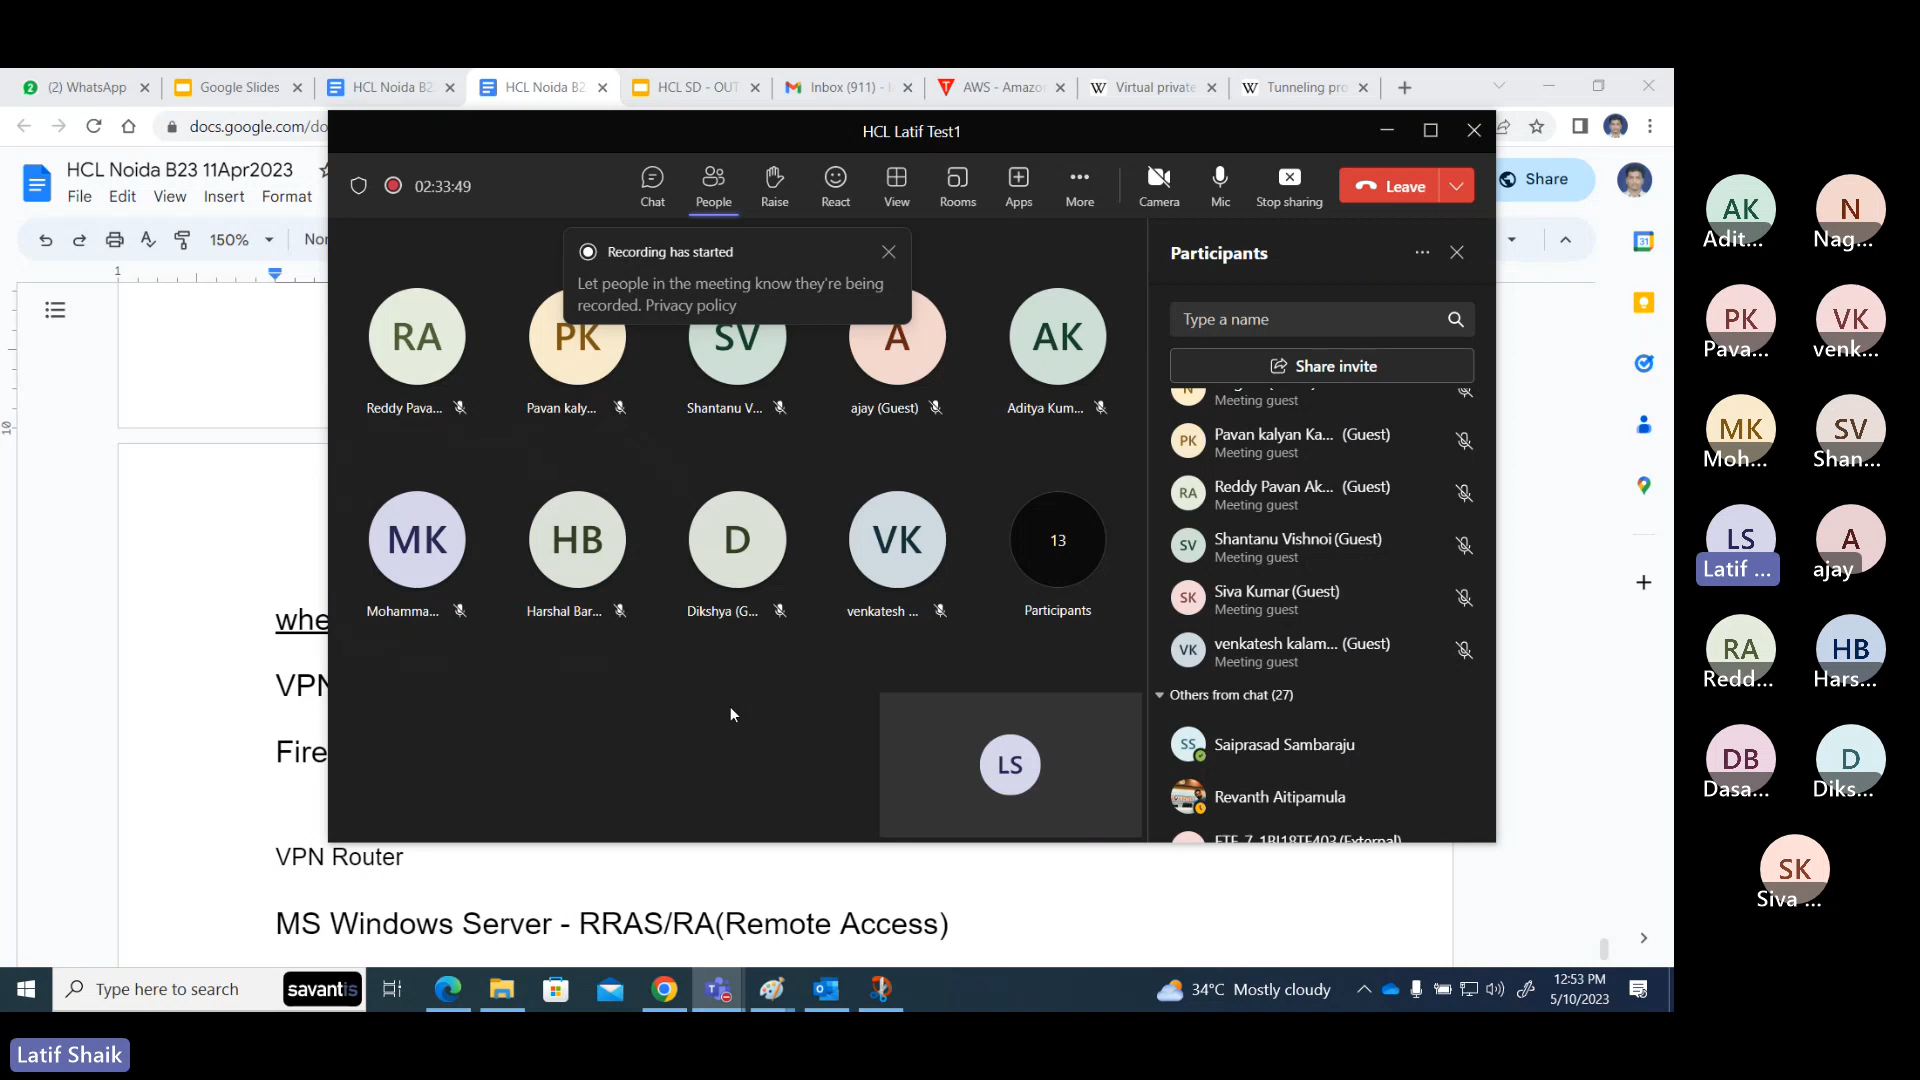 (2) WhatsApp
Google Slides
HCL Noida B2
HCL Noida B2
HCL SD - OUT
Inbox (911) -
AWS - Amazo
Virtual private
Tunneling pro
docs.google.com/do
HCL Latif Test1
HCL Noida B23 11Apr2023
File Edit View Insert Format
Share
02:33:49
Chat
People
Raise
React
View
Rooms
Apps
More
Camera
Mic
Stop sharing
Leave
150%
1
10
Recording has started
Let people in the meeting know they're being
recorded. Privacy policy
RA
PK
SV
A
AK
Reddy Pava...
Pavan kaly...
Shantanu V...
ajay (Guest)
Aditya Kum...
MK
HB
D
VK
13
Mohamma...
Harshal Bar...
Dikshya (G...
venkatesh ...
Participants
LS
Participants
Type a name
Share invite
N
Meeting guest
PK
Pavan kalyan Ka... (Guest)
Meeting guest
RA
Reddy Pavan Ak... (Guest)
Meeting guest
SV
Shantanu Vishnoi (Guest)
Meeting guest
SK
Siva Kumar (Guest)
Meeting guest
VK
venkatesh kalam... (Guest)
Meeting guest
Others from chat (27)
SS
Saiprasad Sambaraju
Revanth Aitipamula
whe
VPN
Fire
VPN Router
MS Windows Server - RRAS/RA(Remote Access)
AK
Adit...
N
Nag...
PK
Pava...
VK
venk...
MK
Moh...
SV
Shan...
LS
Latif ...
A
ajay
RA
Redd...
HB
Hars...
DB
Dasa...
D
Diks...
SK
Siva ...
Type here to search
savantis
34°C Mostly cloudy
12:53 PM
5/10/2023
Latif Shaik